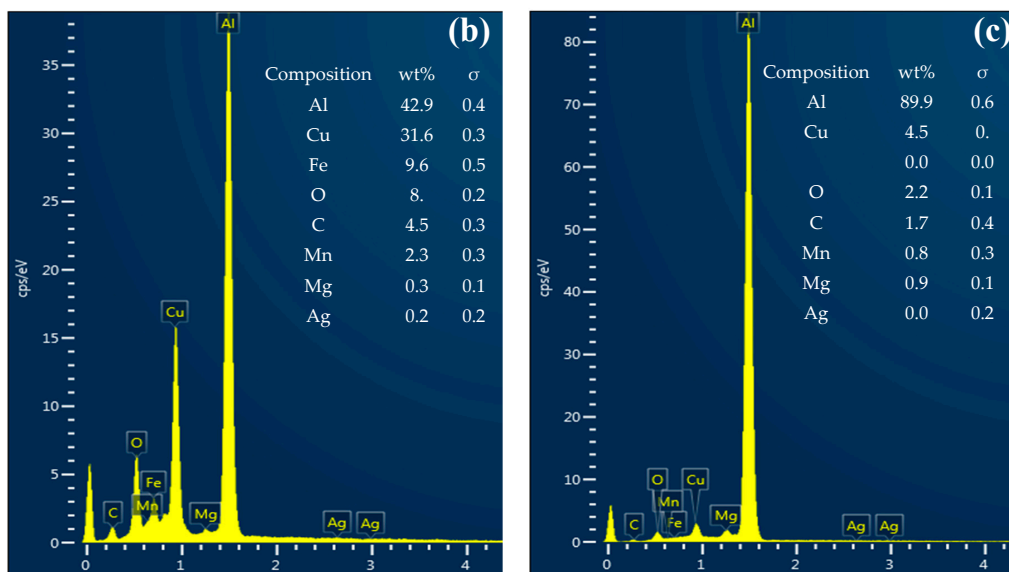 (b)
Al
Composition wt% σ
Al 42.9 0.4
Cu 31.6 0.3
Fe 9.6 0.5
O 8. 0.2
C 4.5 0.3
Mn 2.3 0.3
Mg 0.3 0.1
Ag 0.2 0.2
cps/eV
35
30
25
20
15
10
5
0
Cu
O
Fe
C
Mn
Mg
Ag
Ag
0 1 2 3 4
(c)
Al
Composition wt% σ
Al 89.9 0.6
Cu 4.5 0.
0.0 0.0
O 2.2 0.1
C 1.7 0.4
Mn 0.8 0.3
Mg 0.9 0.1
Ag 0.0 0.2
cps/eV
80
70
60
50
40
30
20
10
0
O
Cu
Mn
C
Fe
Mg
Ag
Ag
0 1 2 3 4